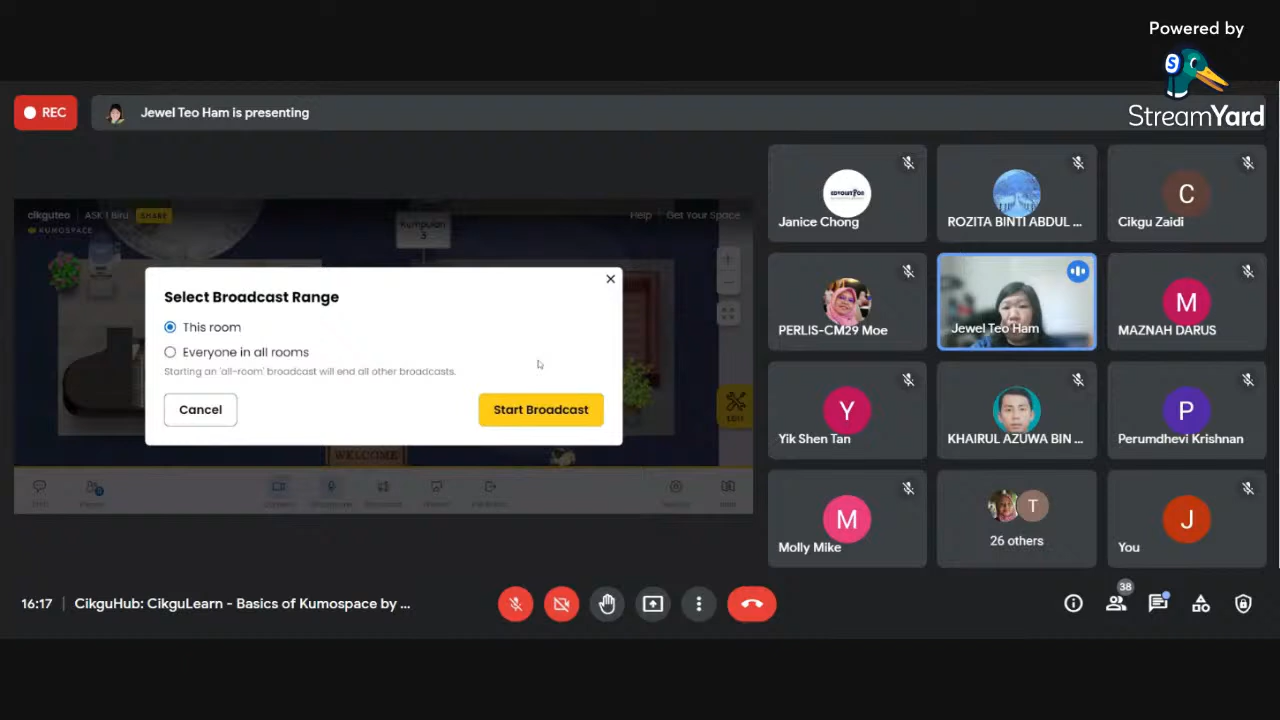 Powered by
StreamYard
REC
Jewel Teo Ham is presenting
cikguteo
ASK 1 Biru
SHARE
KUMOSPACE
Kumpulan
3
Help
Get Your Space
Select Broadcast Range
This room
Everyone in all rooms
Starting an 'all-room' broadcast will end all other broadcasts.
Cancel
Start Broadcast
EDIT
WELCOME
Janice Chong
ROZITA BINTI ABDUL ...
C
Cikgu Zaidi
PERLIS-CM29 Moe
Jewel Teo Ham
M
MAZNAH DARUS
Y
Yik Shen Tan
KHAIRUL AZUWA BIN ...
P
Perumdhevi Krishnan
M
Molly Mike
T
26 others
J
You
16:17
CikguHub: CikguLearn - Basics of Kumospace by ...
38